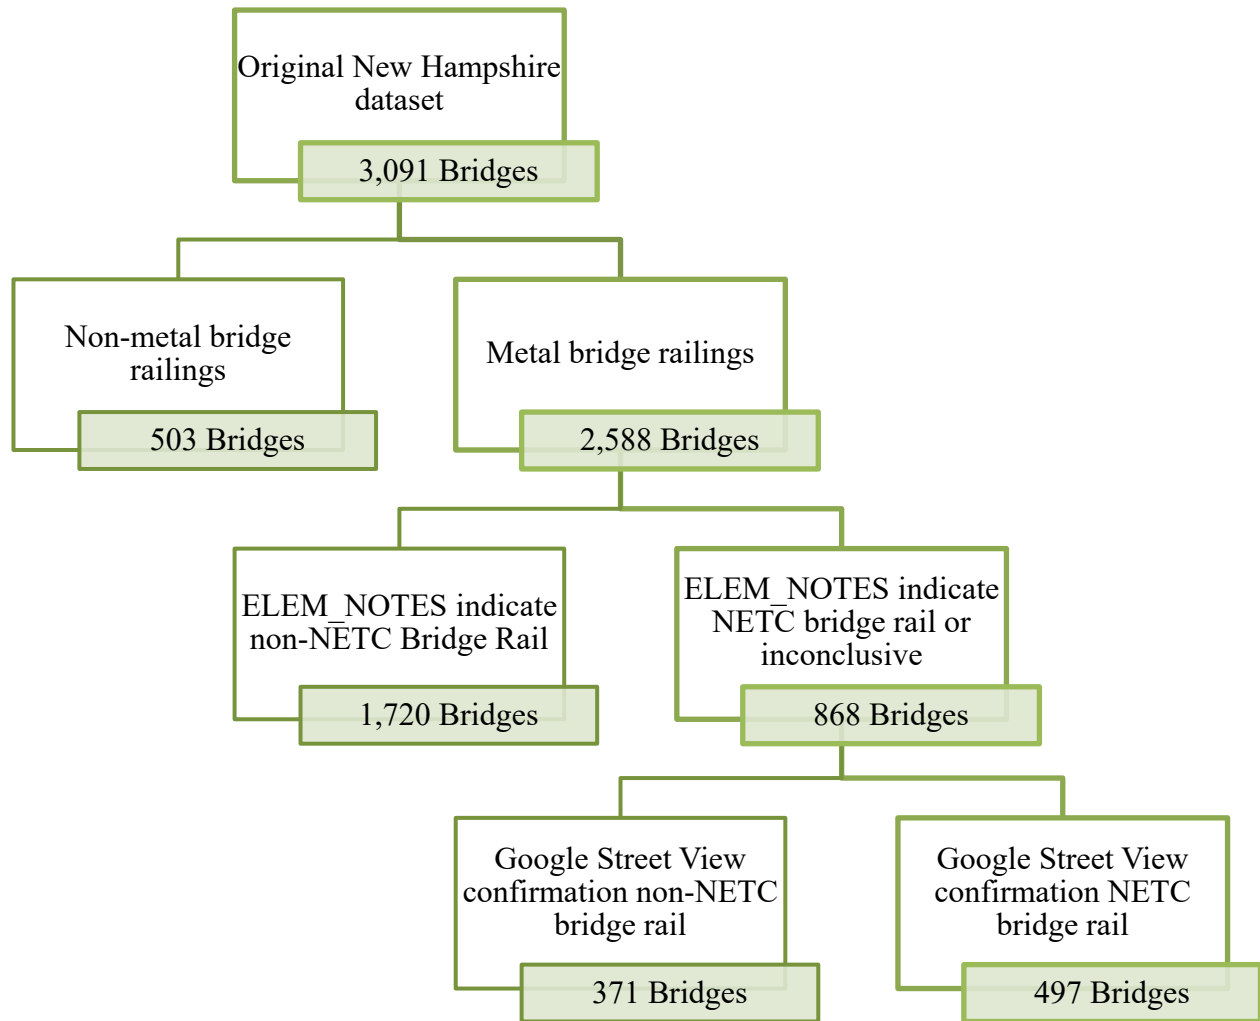 Original New Hampshire
dataset
3,091 Bridges
Non-metal bridge
railings
503 Bridges
Metal bridge railings
2,588 Bridges
ELEM_NOTES indicate
non-NETC Bridge Rail
1,720 Bridges
ELEM_NOTES indicate
NETC bridge rail or
inconclusive
868 Bridges
Google Street View
confirmation non-NETC
bridge rail
371 Bridges
Google Street View
confirmation NETC
bridge rail
497 Bridges